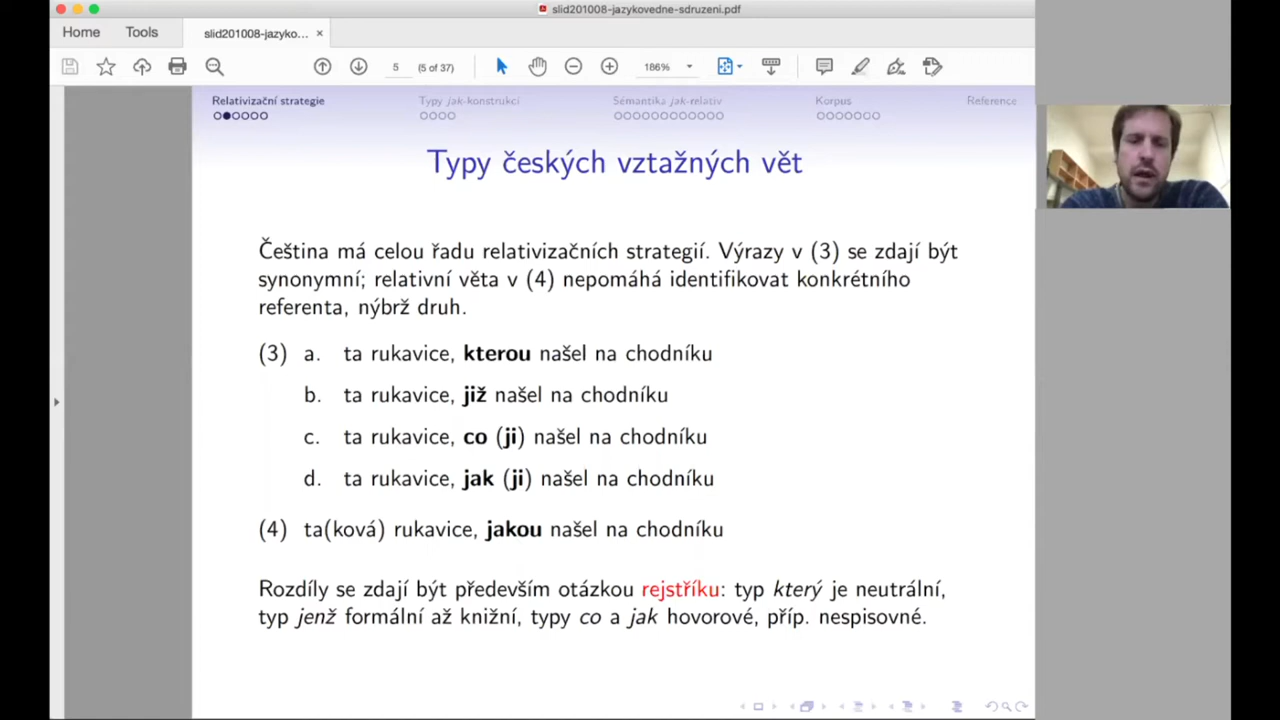 slid201008-jazykovedne-sdruzeni.pdf
Home Tools slid201008-jazyko... ×
5 (5 of 37) 186%
Relativizační strategie Typy jak-konstrukcí Sémantika jak-relativ Korpus Reference
Typy českých vztažných vět
Čeština má celou řadu relativizačních strategií. Výrazy v (3) se zdají být
synonymní; relativní věta v (4) nepomáhá identifikovat konkrétního
referenta, nýbrž druh.
(3) a. ta rukavice, kterou našel na chodníku
b. ta rukavice, již našel na chodníku
c. ta rukavice, co (ji) našel na chodníku
d. ta rukavice, jak (ji) našel na chodníku
(4) ta(ková) rukavice, jakou našel na chodníku
Rozdíly se zdají být především otázkou rejstříku: typ který je neutrální,
typ jenž formální až knižní, typy co a jak hovorové, příp. nespisovné.